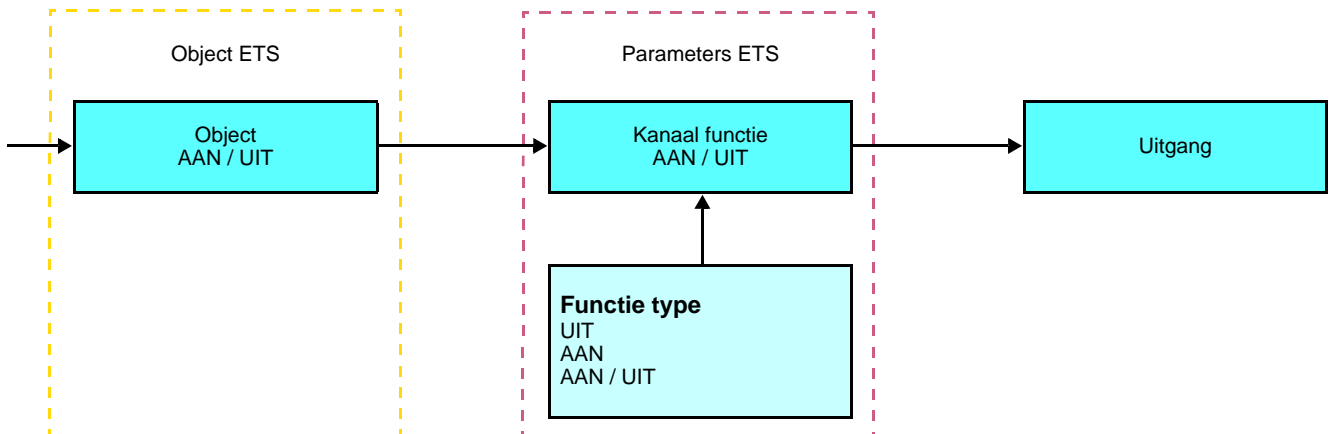 Object ETS
Parameters ETS
Object
AAN / UIT
Kanaal functie
AAN / UIT
Uitgang
Functie type
UIT
AAN
AAN / UIT